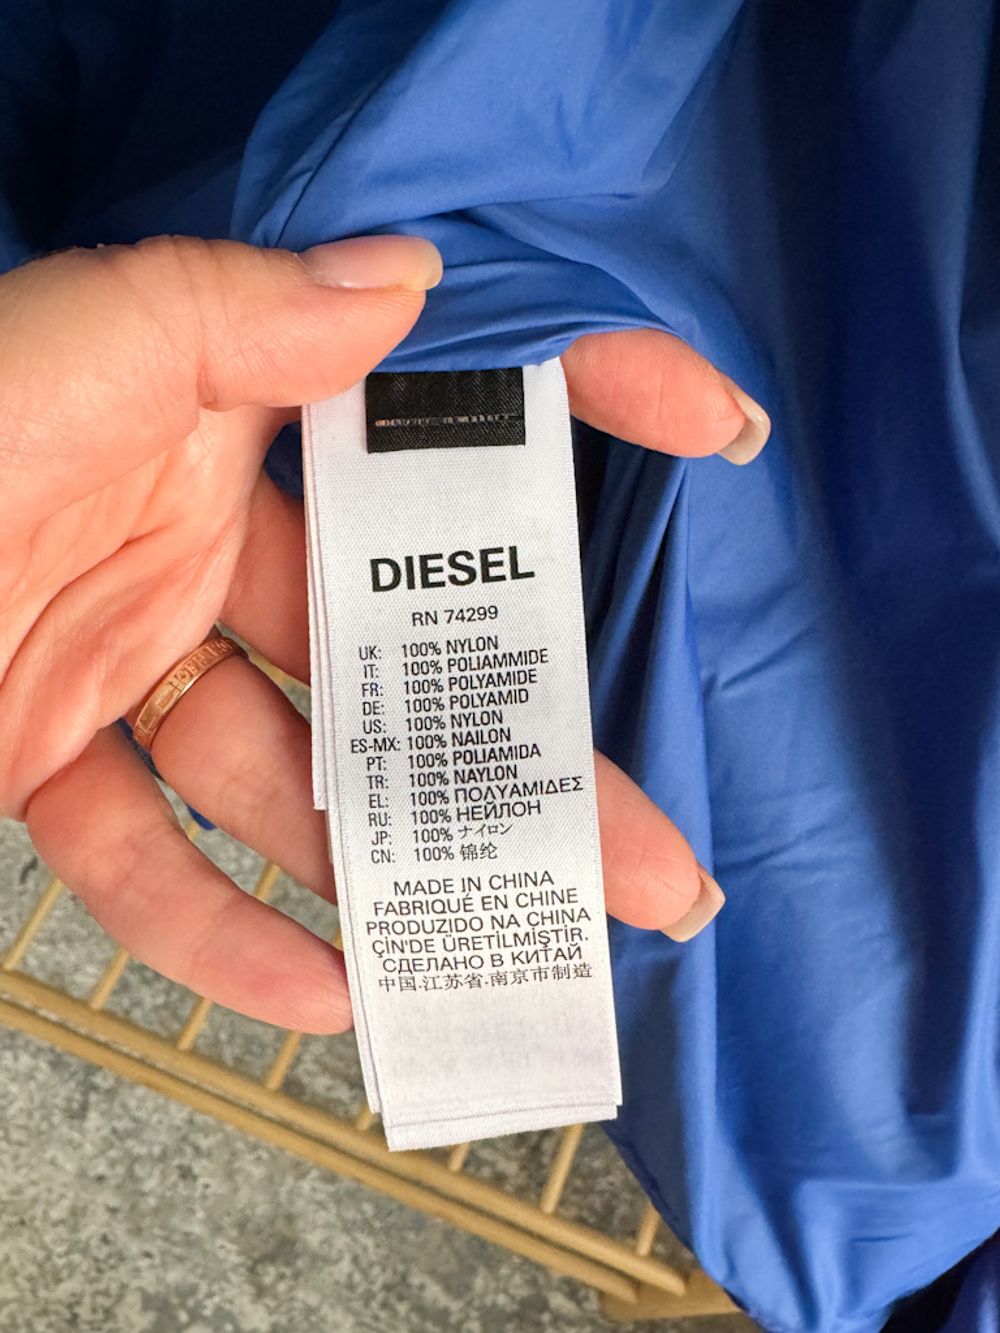 DIESEL
RN 74299
UK: 100% NYLON
IT: 100% POLIAMMIDE
FR: 100% POLYAMIDE
DE: 100% POLYAMID
US: 100% NYLON
ES-MX: 100% NAILON
PT: 100% POLIAMIDA
TR: 100% NAYLON
EL: 100% ΠΟΛΥΑΜΙΔΕΣ
RU: 100% НЕЙЛОН
JP: 100% ナイロン
CN: 100% 锦纶
MADE IN CHINA
FABRIQUÉ EN CHINE
PRODUZIDO NA CHINA
ÇİN'DE ÜRETİLMİŞTİR.
СДЕЛАНО В КИТАЙ
中国.江苏省.南京市制造